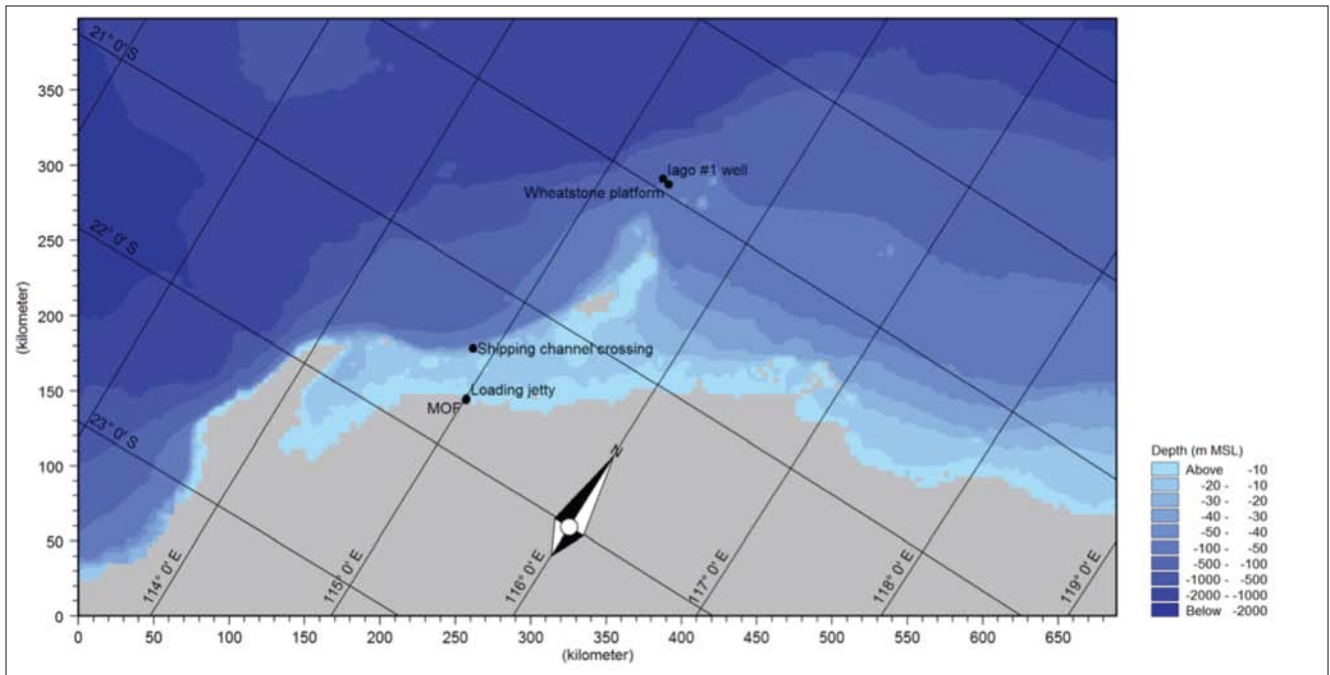 21° 0' S
350
300
Iago #1 well
Wheatstone platform
22° 0' S
250
(kilometer)
200
Shipping channel crossing
150
Loading jetty
MOF
23° 0' S
100
N
50
114° 0' E
115° 0' E
116° 0' E
117° 0' E
118° 0' E
119° 0' E
0
0 50 100 150 200 250 300 350 400 450 500 550 600 650
(kilometer)
Depth (m MSL)
Above -10
-20 - -10
-30 - -20
-40 - -30
-50 - -40
-100 - -50
-500 - -100
-1000 - -500
-2000 - -1000
Below -2000